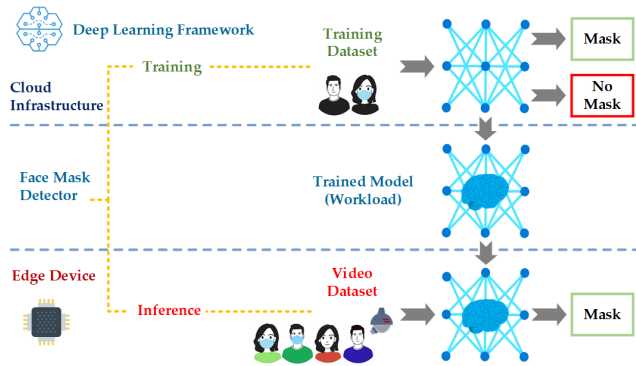 Deep Learning Framework
Training
Dataset
Mask
Training
Cloud
Infrastructure
No
Mask
Face Mask
Detector
Trained Model
(Workload)
Edge Device
Video
Dataset
Inference
Mask